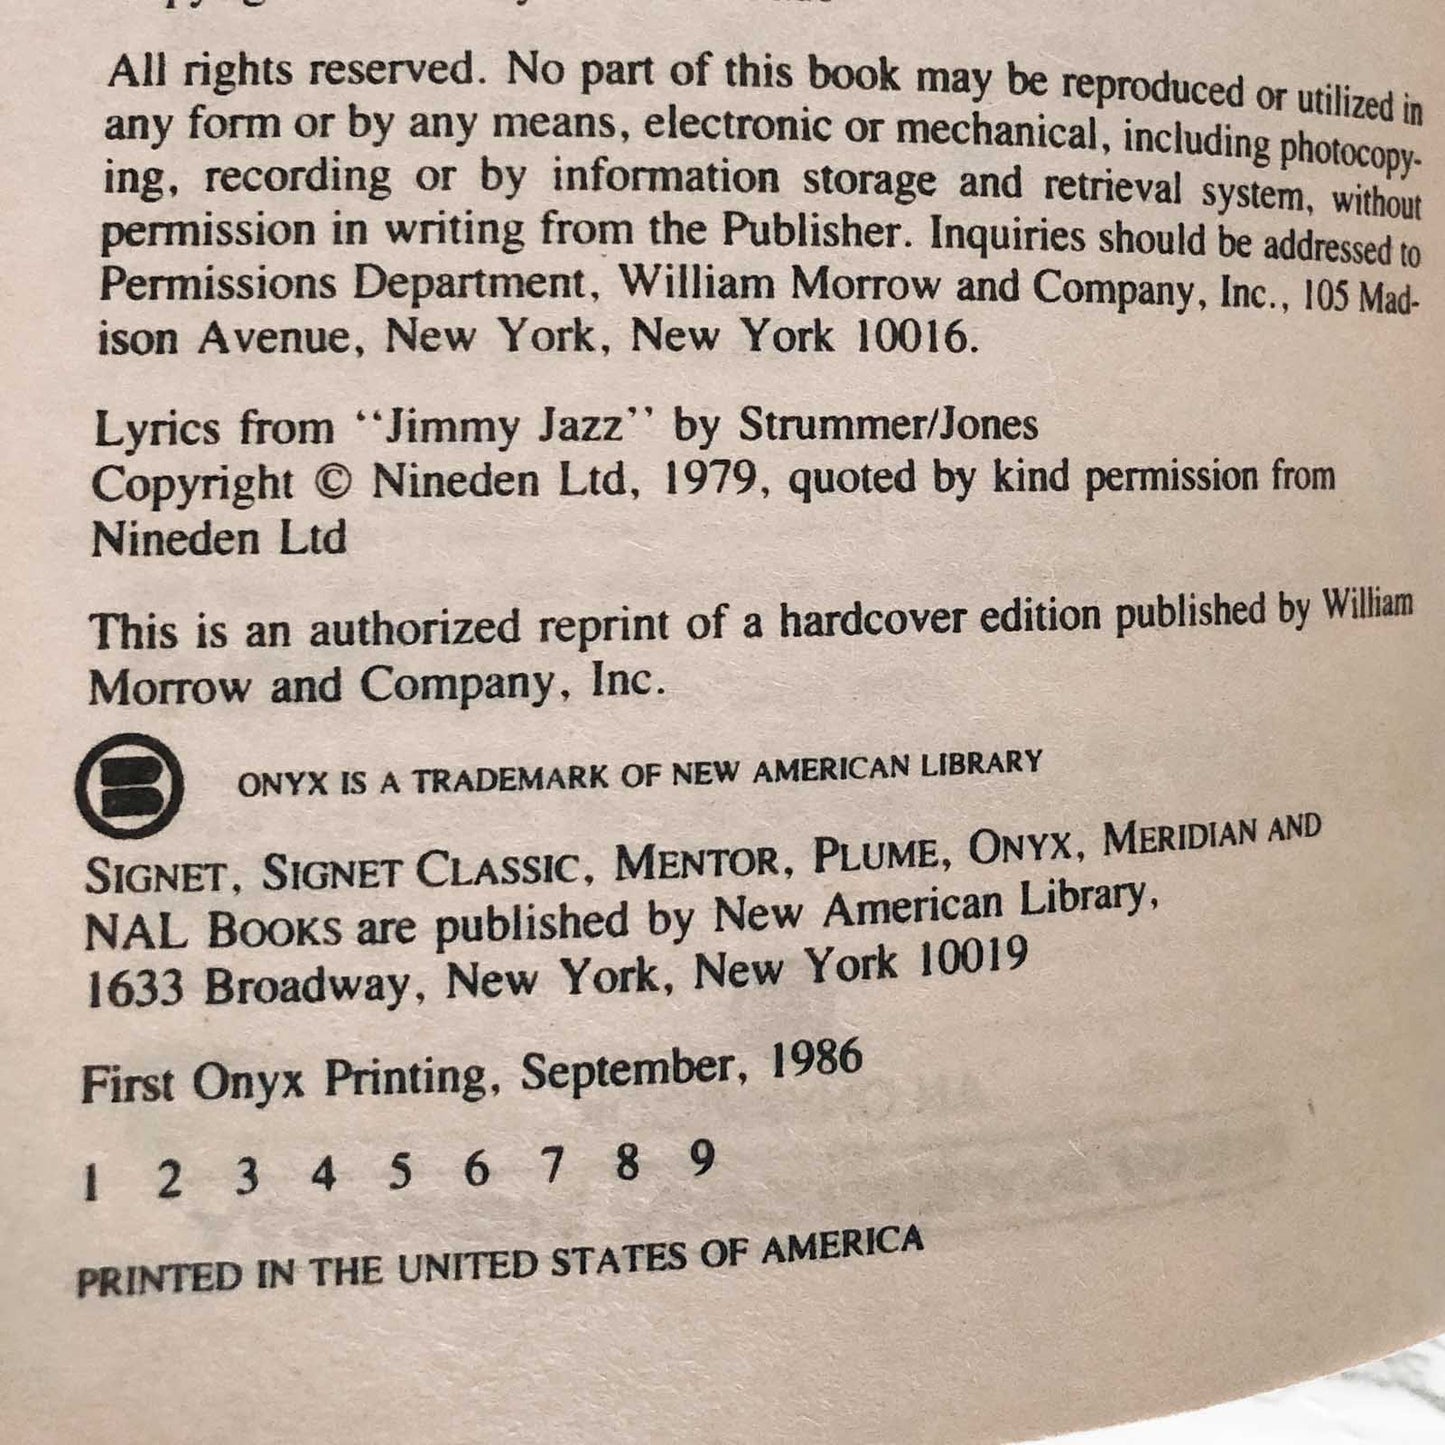 All rights reserved. No part of this book may be reproduced or utilized in
any form or by any means, electronic or mechanical, including photocopy-
ing, recording or by information storage and retrieval system, without
permission in writing from the Publisher. Inquiries should be addressed to
Permissions Department, William Morrow and Company, Inc., 105 Mad-
ison Avenue, New York, New York 10016.
Lyrics from "Jimmy Jazz" by Strummer/Jones
Copyright © Nineden Ltd, 1979, quoted by kind permission from
Nineden Ltd
This is an authorized reprint of a hardcover edition published by William
Morrow and Company, Inc.
ONYX IS A TRADEMARK OF NEW AMERICAN LIBRARY
SIGNET, SIGNET CLASSIC, MENTOR, PLUME, ONYX, MERIDIAN AND
NAL BOOKS are published by New American Library,
1633 Broadway, New York, New York 10019
First Onyx Printing, September, 1986
1 2 3 4 5 6 7 8 9
PRINTED IN THE UNITED STATES OF AMERICA